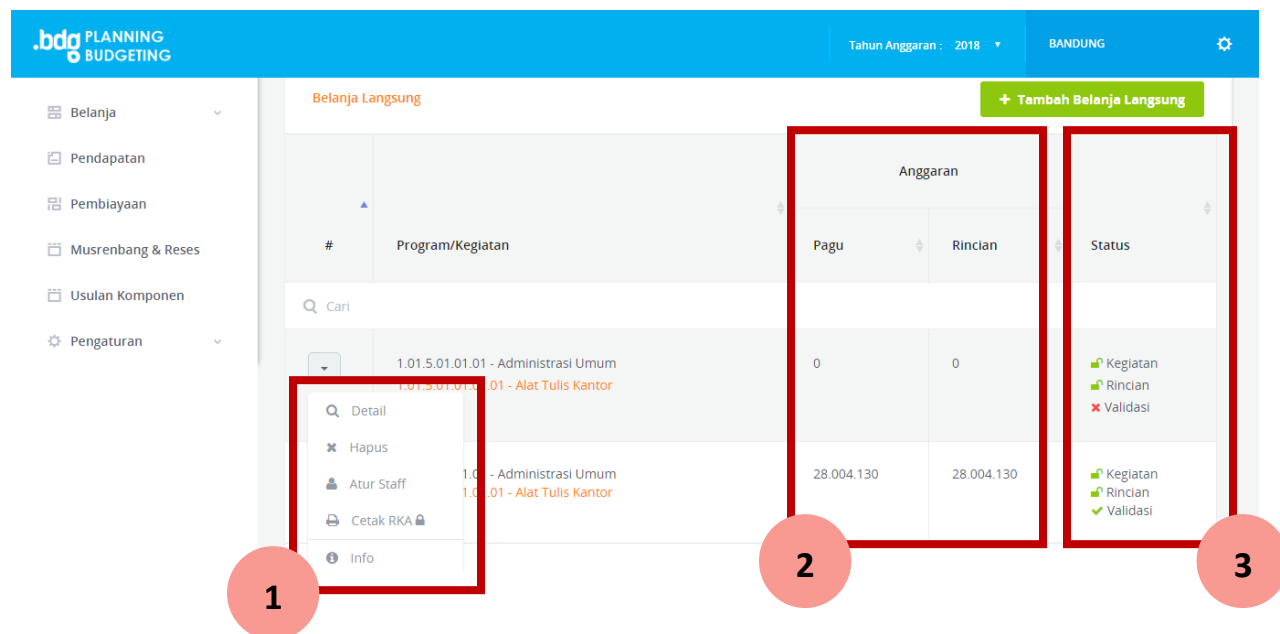 .bdg PLANNING
BUDGETING
Tahun Anggaran : 2018
BANDUNG
Belanja
Pendapatan
Pembiayaan
Musrenbang & Reses
Usulan Komponen
Pengaturan
Belanja Langsung
+ Tambah Belanja Langsung
Anggaran
# Program/Kegiatan Pagu Rincian Status
Cari
1.01.5.01.01.01 - Administrasi Umum 0 0 Kegiatan
1.01.5.01.01.01.01 - Alat Tulis Kantor Rincian
Validasi
Detail
Hapus
Atur Staff
Cetak RKA
Info
- Administrasi Umum 28.004.130 28.004.130 Kegiatan
.01 - Alat Tulis Kantor Rincian
Validasi
1
2
3